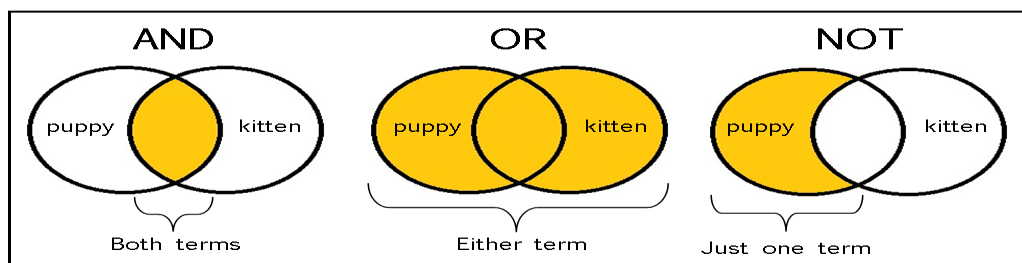 AND
puppy
kitten
Both terms
OR
puppy
kitten
Either term
NOT
puppy
kitten
Just one term